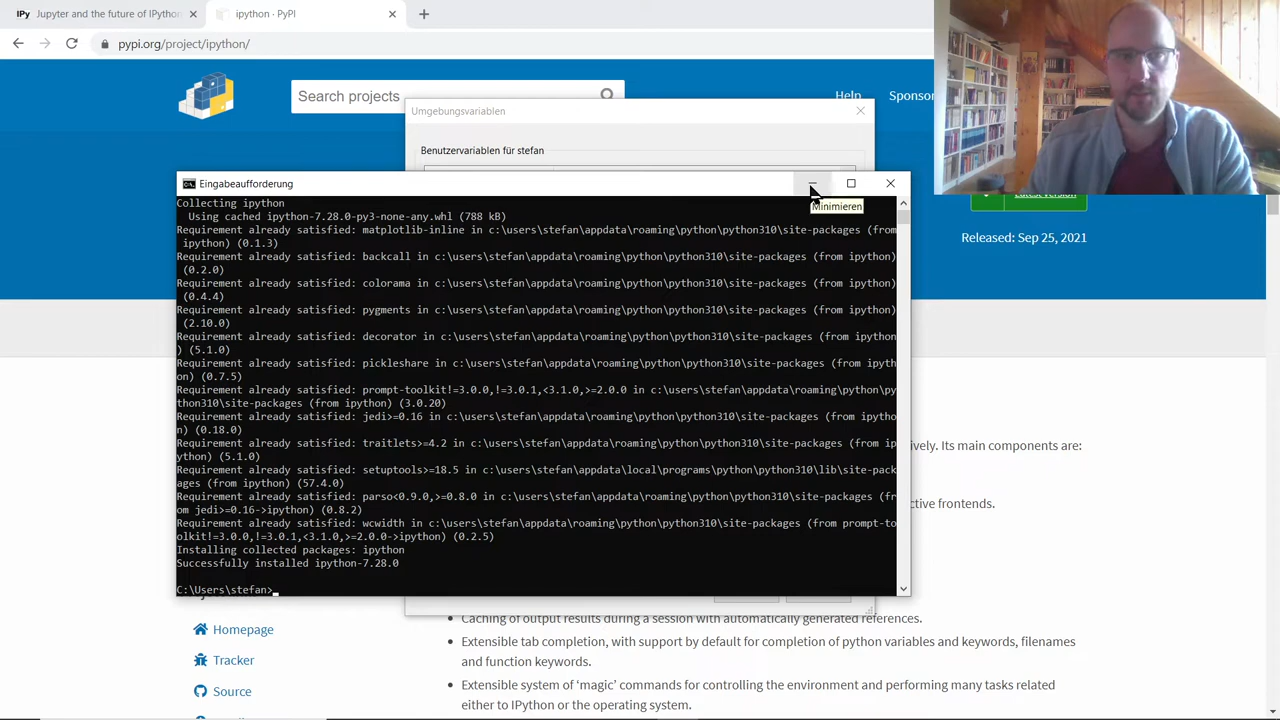 IPy Jupyter and the future of IPython
ipython · PyPI
pypi.org/project/ipython/
Search projects
Help
Sponsor
Umgebungsvariablen
Benutzervariablen für stefan
Latest version
Released: Sep 25, 2021
Eingabeaufforderung
Minimieren
Collecting ipython
Using cached ipython-7.28.0-py3-none-any.whl (788 kB)
Requirement already satisfied: matplotlib-inline in c:\users\stefan\appdata\roaming\python\python310\site-packages (from
ipython) (0.1.3)
Requirement already satisfied: backcall in c:\users\stefan\appdata\roaming\python\python310\site-packages (from ipython)
(0.2.0)
Requirement already satisfied: colorama in c:\users\stefan\appdata\roaming\python\python310\site-packages (from ipython)
(0.4.4)
Requirement already satisfied: pygments in c:\users\stefan\appdata\roaming\python\python310\site-packages (from ipython)
(2.10.0)
Requirement already satisfied: decorator in c:\users\stefan\appdata\roaming\python\python310\site-packages (from ipython
) (5.1.0)
Requirement already satisfied: pickleshare in c:\users\stefan\appdata\roaming\python\python310\site-packages (from ipyth
on) (0.7.5)
Requirement already satisfied: prompt-toolkit!=3.0.0,!=3.0.1,<3.1.0,>=2.0.0 in c:\users\stefan\appdata\roaming\python\py
thon310\site-packages (from ipython) (3.0.20)
Requirement already satisfied: jedi>=0.16 in c:\users\stefan\appdata\roaming\python\python310\site-packages (from ipytho
n) (0.18.0)
Requirement already satisfied: traitlets>=4.2 in c:\users\stefan\appdata\roaming\python\python310\site-packages (from ip
ython) (5.1.0)
Requirement already satisfied: setuptools>=18.5 in c:\users\stefan\appdata\local\programs\python\python310\lib\site-pack
ages (from ipython) (57.4.0)
Requirement already satisfied: parso<0.9.0,>=0.8.0 in c:\users\stefan\appdata\roaming\python\python310\site-packages (fr
om jedi>=0.16->ipython) (0.8.2)
Requirement already satisfied: wcwidth in c:\users\stefan\appdata\roaming\python\python310\site-packages (from prompt-to
olkit!=3.0.0,!=3.0.1,<3.1.0,>=2.0.0->ipython) (0.2.5)
Installing collected packages: ipython
Successfully installed ipython-7.28.0
C:\Users\stefan>
ively. Its main components are:
ctive frontends.
Homepage
Tracker
Source
Caching of output results during a session with automatically generated references.
Extensible tab completion, with support by default for completion of python variables and keywords, filenames
and function keywords.
Extensible system of ‘magic’ commands for controlling the environment and performing many tasks related
either to IPython or the operating system.